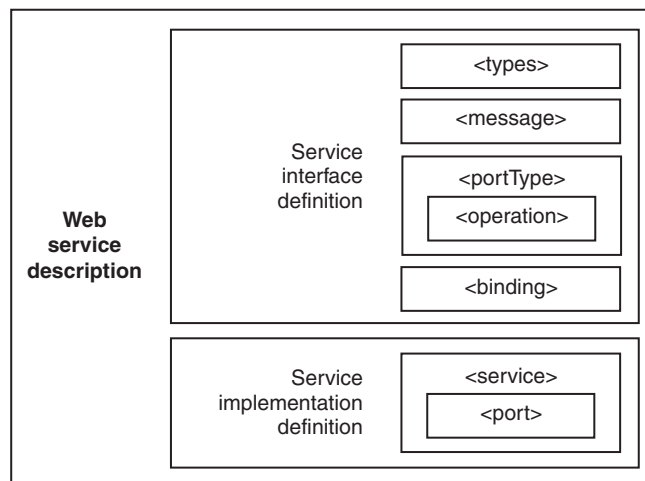 Web
service
description
Service
interface
definition
<types>
<message>
<portType>
<operation>
<binding>
Service
implementation
definition
<service>
<port>